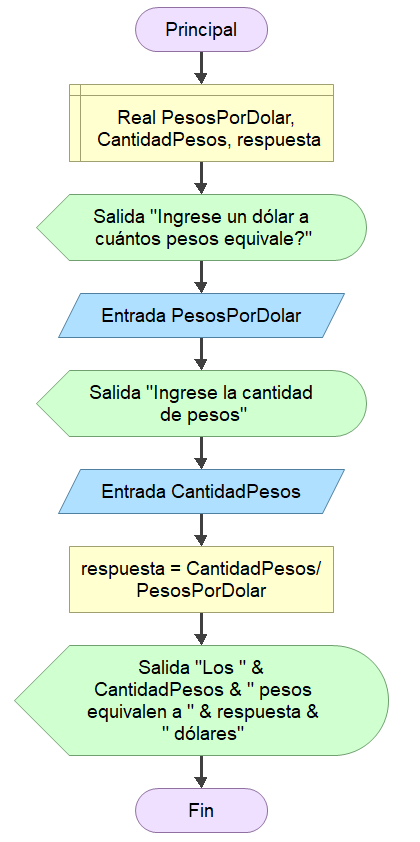 Principal
Real PesosPorDolar,
CantidadPesos, respuesta
Salida "Ingrese un dólar a
cuántos pesos equivale?"
Entrada PesosPorDolar
Salida "Ingrese la cantidad
de pesos"
Entrada CantidadPesos
respuesta = CantidadPesos/
PesosPorDolar
Salida "Los " &
CantidadPesos & " pesos
equivalen a " & respuesta &
" dólares"
Fin